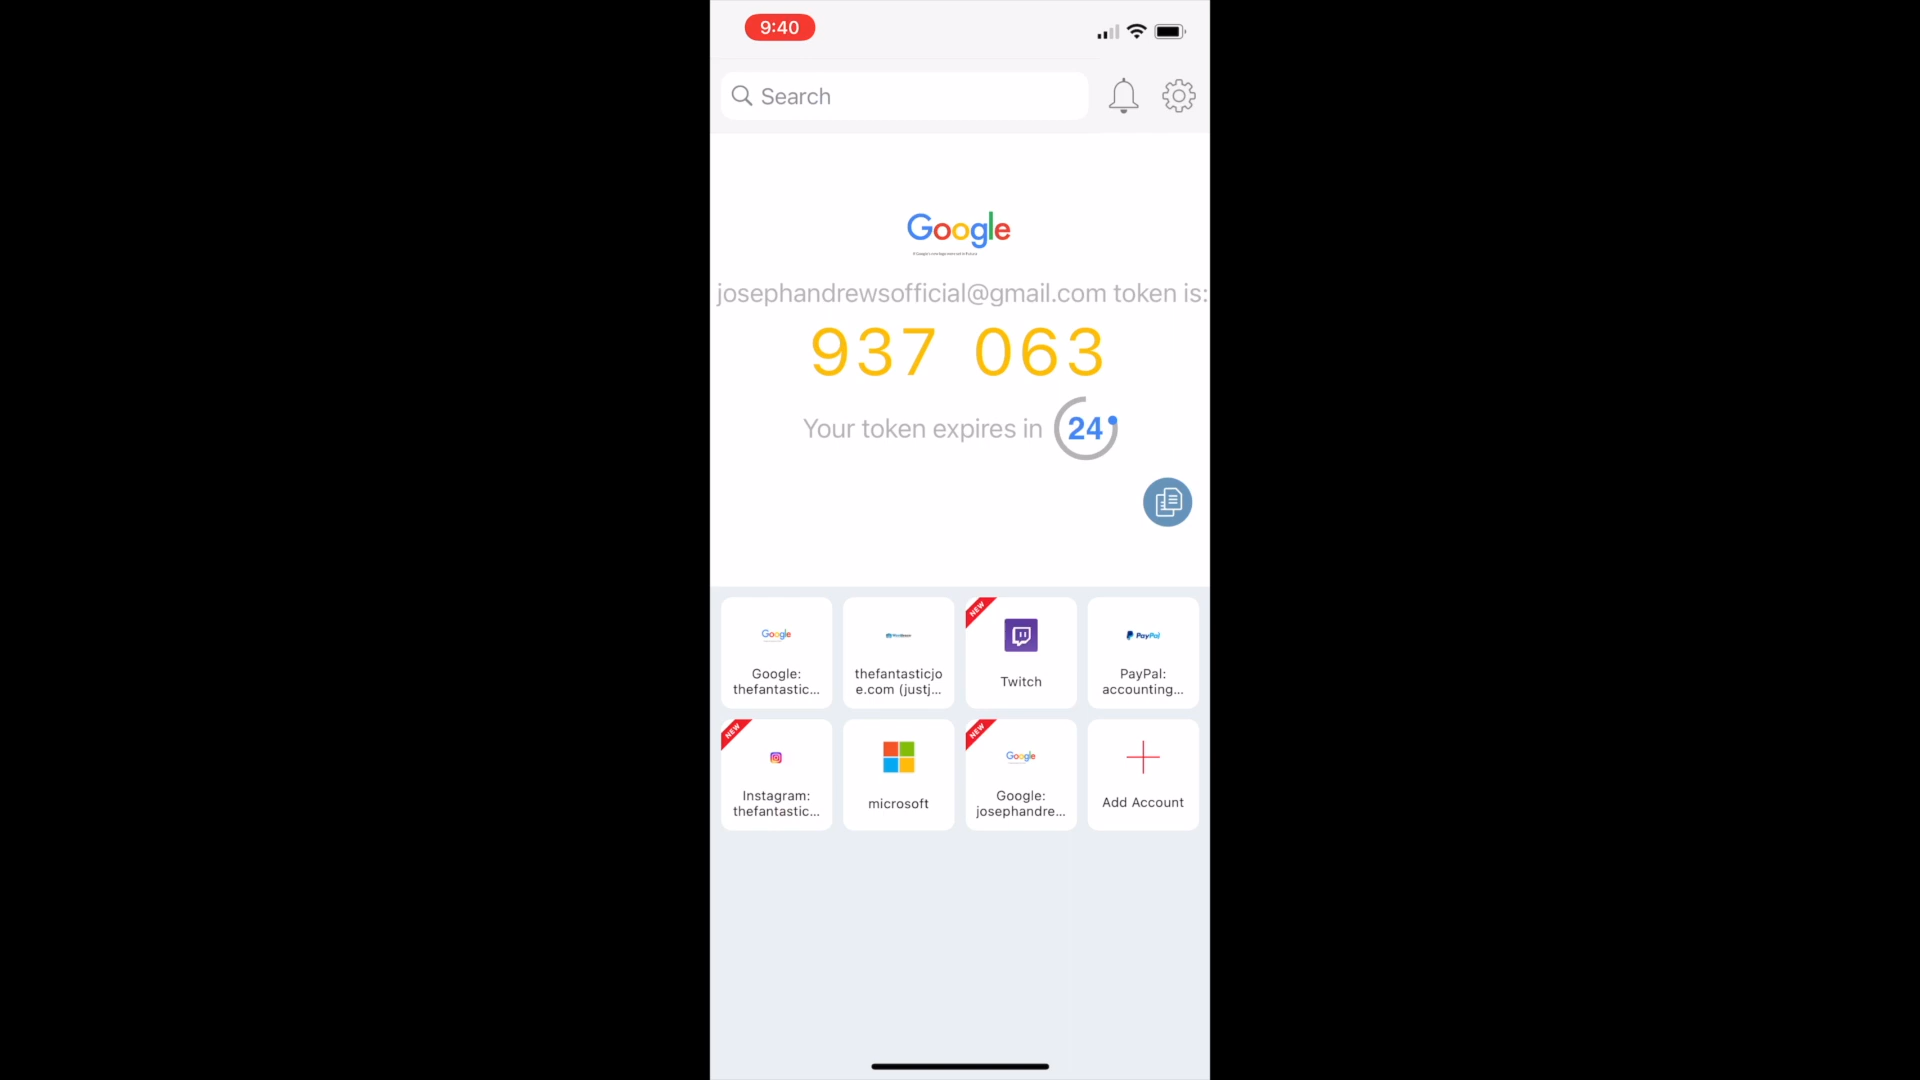 9:40
Search
Google
josephandrewsofficial@gmail.com token is:
937 063
Your token expires in 24
Google
Google:
thefantastic...
thefantasticjo
e.com (justj...
NEW
Twitch
PayPal
PayPal:
accounting...
NEW
Instagram:
thefantastic...
microsoft
NEW
Google
Google:
josephandre...
Add Account